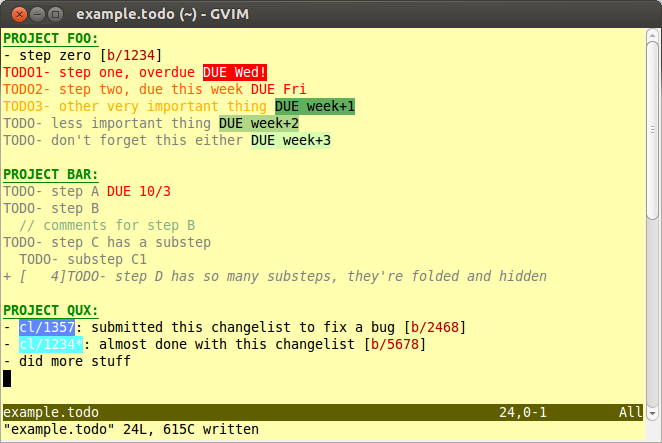 example.todo (~) - GVIM
PROJECT FOO:
- step zero [b/1234]
TODO1- step one, overdue DUE Wed!
TODO2- step two, due this week DUE Fri
TODO3- other very important thing DUE week+1
TODO- less important thing DUE week+2
TODO- don't forget this either DUE week+3
PROJECT BAR:
TODO- step A DUE 10/3
TODO- step B
// comments for step B
TODO- step C has a substep
TODO- substep C1
+ [   4]TODO- step D has so many substeps, they're folded and hidden
PROJECT QUX:
- cl/1357: submitted this changelist to fix a bug [b/2468]
- cl/1234*: almost done with this changelist [b/5678]
- did more stuff
example.todo 24,0-1 All
"example.todo" 24L, 615C written